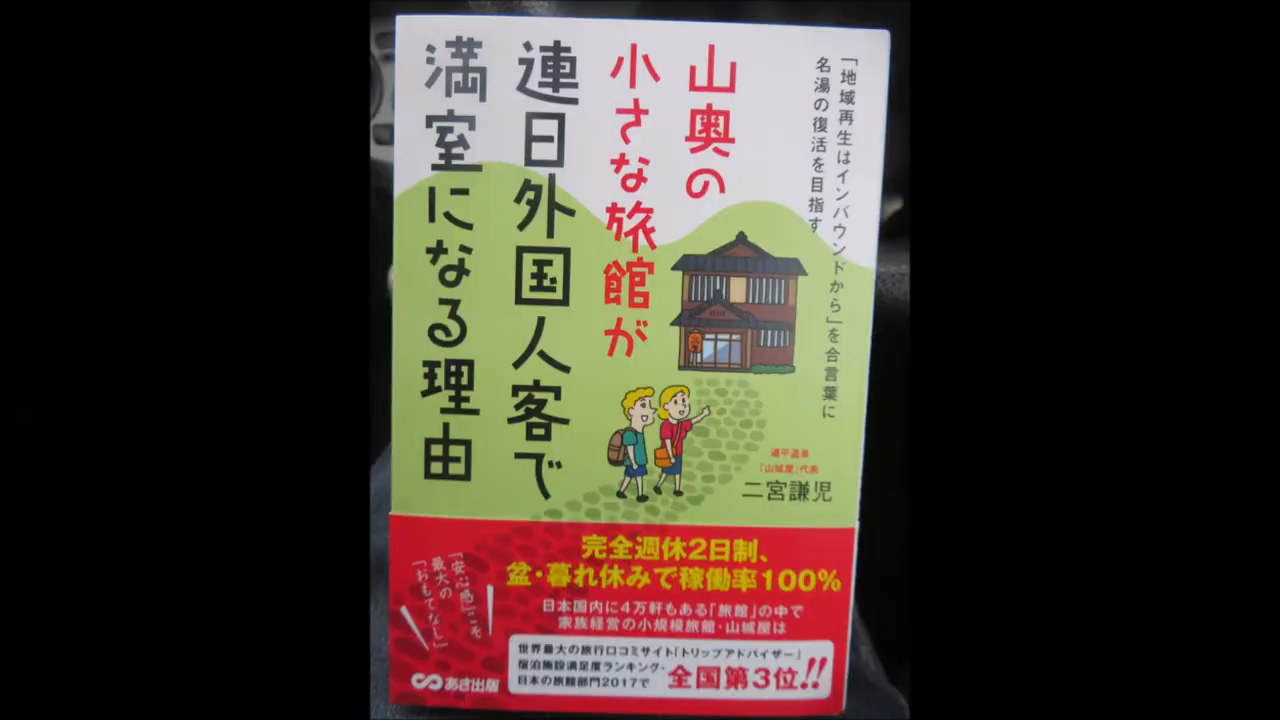 「地域再生はインバウンドから」を合言葉に
名湯の復活を目指す
山奥の
小さな旅館が
連日外国人客で
満室になる理由
湯平温泉
「山城屋」代表
二宮謙児
完全週休2日制、
盆・暮れ休みで稼働率100%
「安心感」こそ
最大の
「おもてなし」
日本国内に4万軒もある「旅館」の中で
家族経営の小規模旅館・山城屋は
世界最大の旅行口コミサイト「トリップアドバイザー」
宿泊施設満足度ランキング・
日本の旅館部門2017で
全国第3位!!
あさ出版